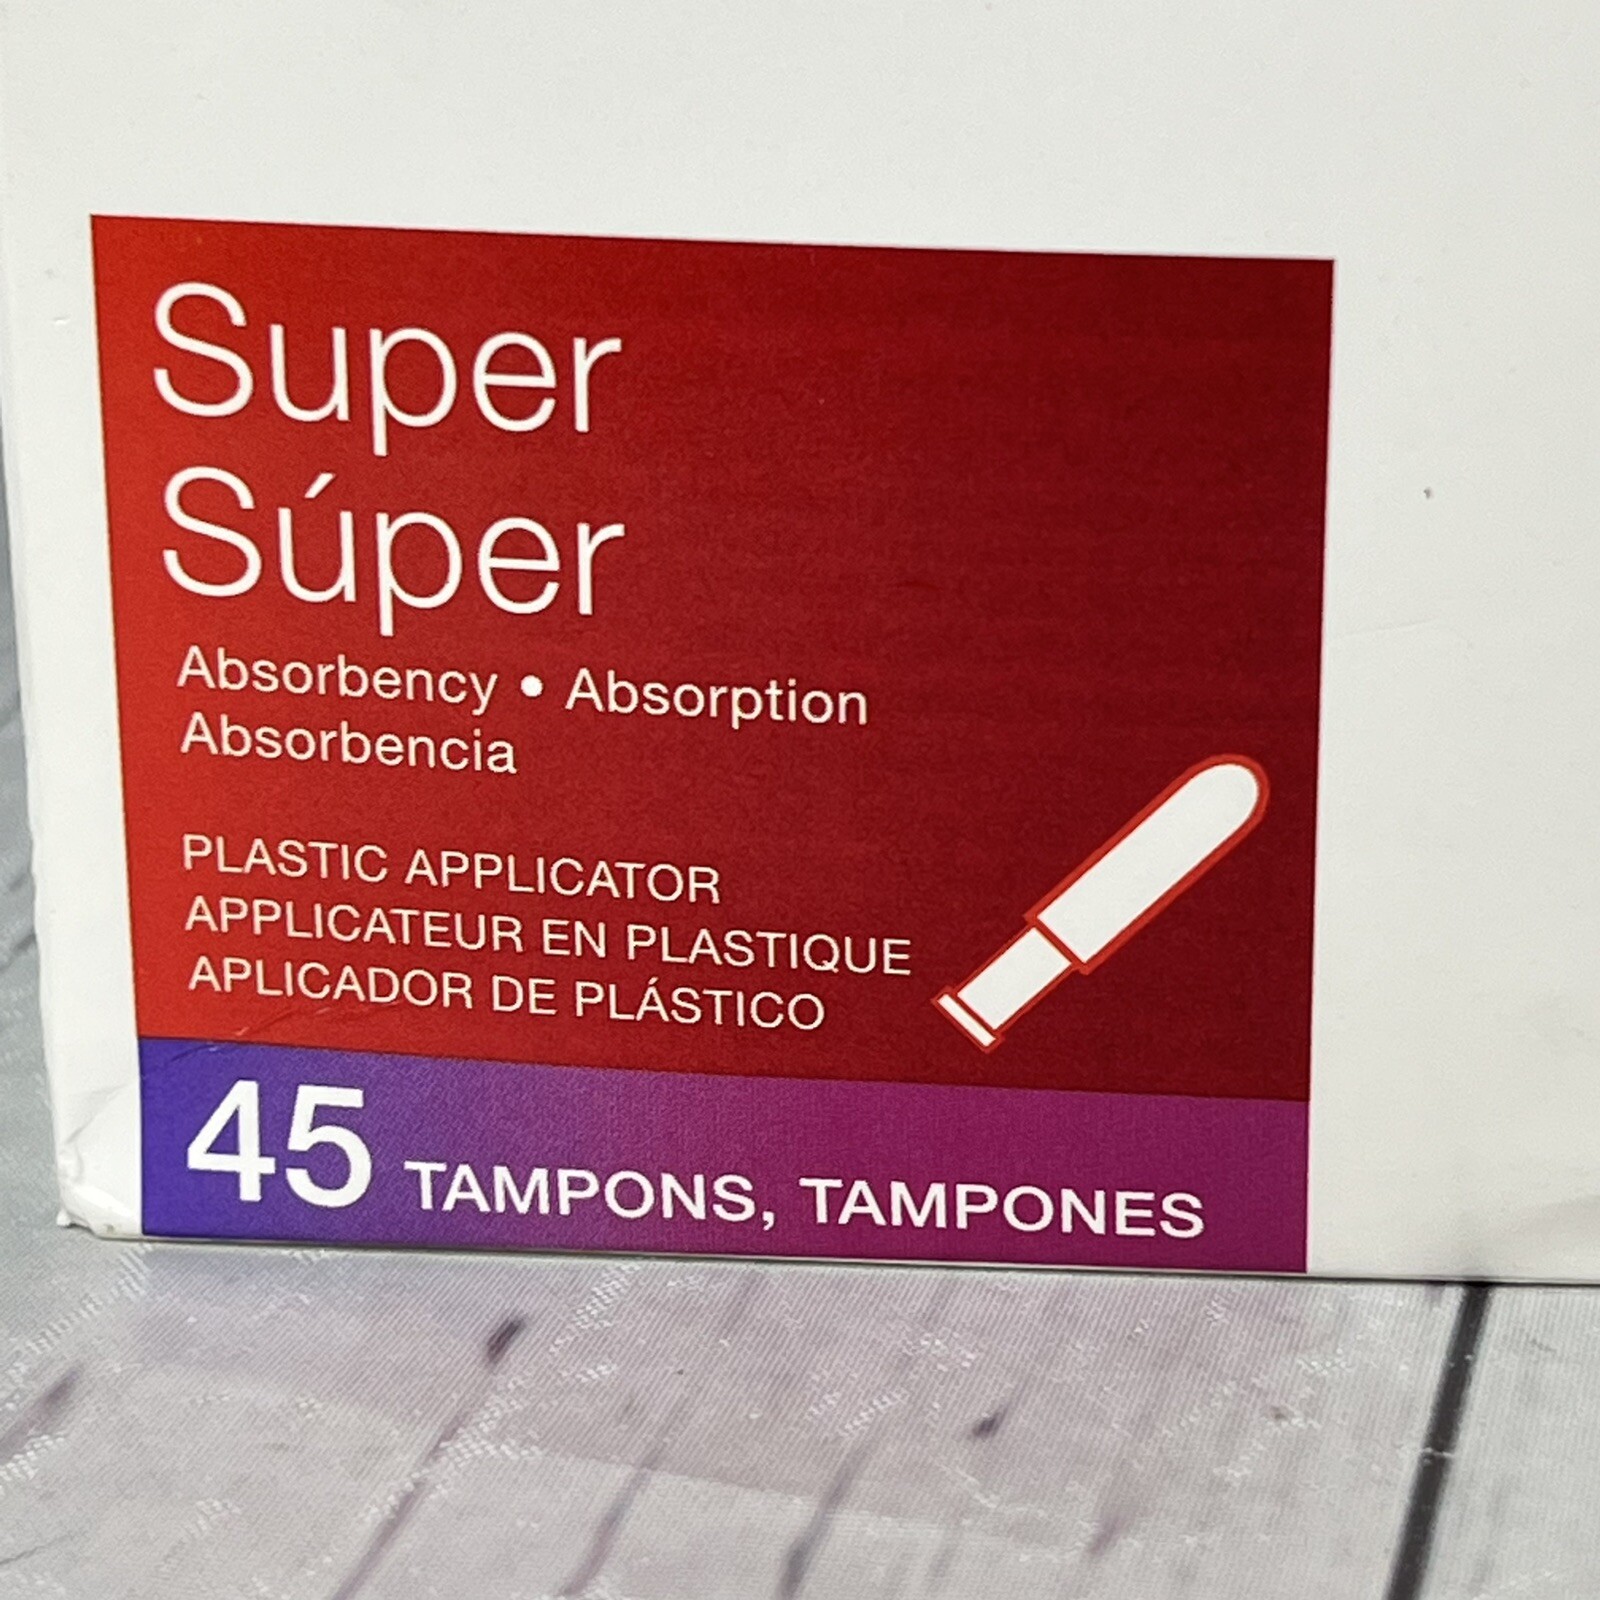 Super
Súper
Absorbency • Absorption
Absorbencia
PLASTIC APPLICATOR
APPLICATEUR EN PLASTIQUE
APLICADOR DE PLÁSTICO
45 TAMPONS, TAMPONES